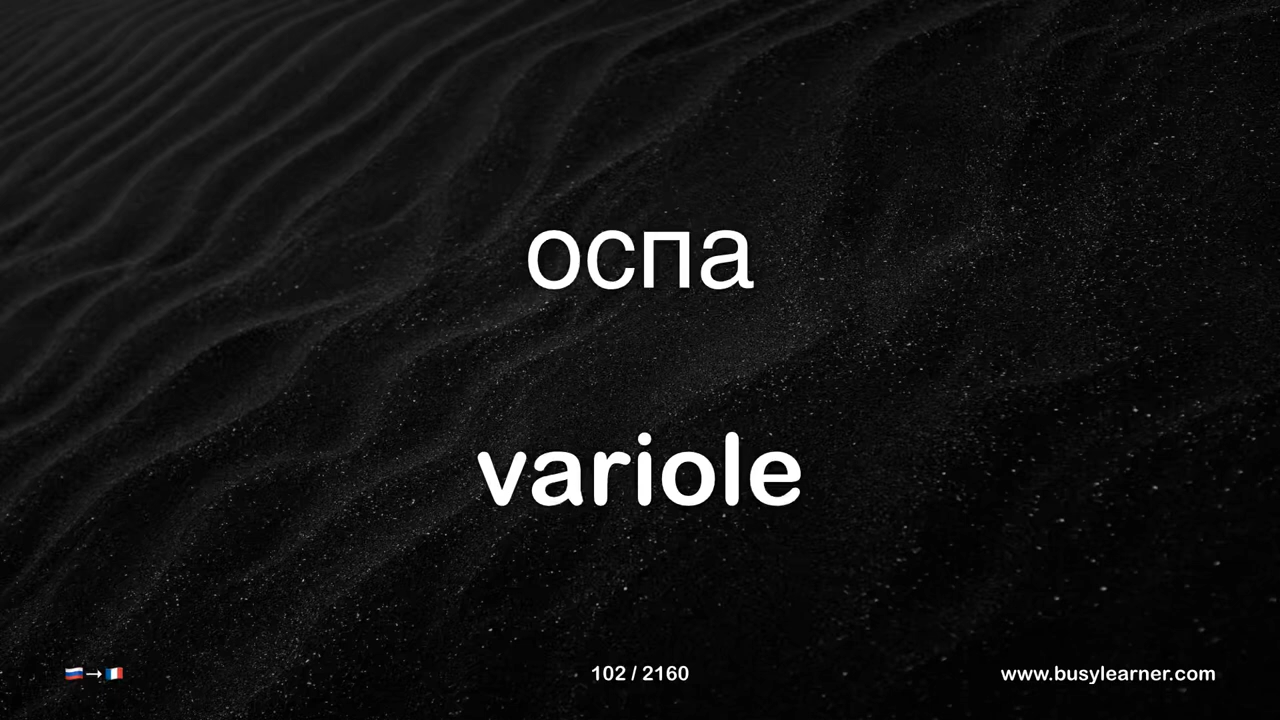 оспа
variole
🇷🇺→🇫🇷
102 / 2160
www.busylearner.com